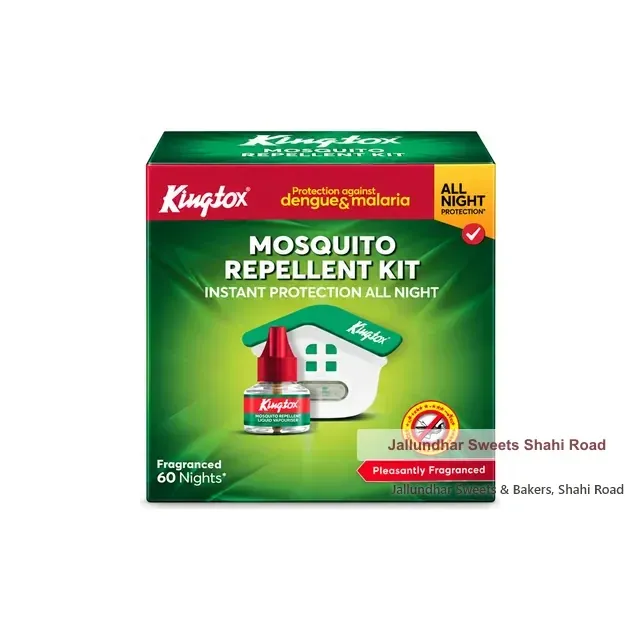 Kingtox
MOSQUITO
REPELLENT KIT
Kingtox
Protection against
dengue & malaria
ALL
NIGHT
PROTECTION*
MOSQUITO
REPELLENT KIT
INSTANT PROTECTION ALL NIGHT
Kingtox
Kingtox
MOSQUITO REPELLENT
LIQUID VAPOURISER
Fragranced
60 Nights*
Pleasantly Fragranced
Jallundhar Sweets Shahi Road
Jallundhar Sweets & Bakers, Shahi Road